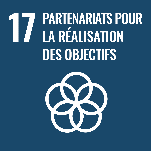 17 PARTENARIATS POUR
LA RÉALISATION
DES OBJECTIFS